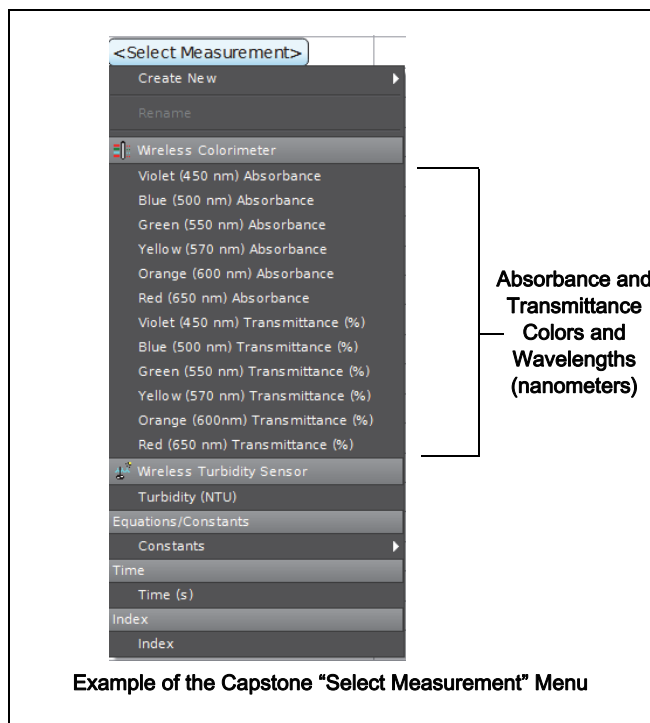 <Select Measurement>
Create New
Rename
Wireless Colorimeter
Violet (450 nm) Absorbance
Blue (500 nm) Absorbance
Green (550 nm) Absorbance
Yellow (570 nm) Absorbance
Orange (600 nm) Absorbance
Red (650 nm) Absorbance
Violet (450 nm) Transmittance (%)
Blue (500 nm) Transmittance (%)
Green (550 nm) Transmittance (%)
Yellow (570 nm) Transmittance (%)
Orange (600nm) Transmittance (%)
Red (650 nm) Transmittance (%)
Wireless Turbidity Sensor
Turbidity (NTU)
Equations/Constants
Constants
Time
Time (s)
Index
Index
Absorbance and
Transmittance
Colors and
Wavelengths
(nanometers)
Example of the Capstone “Select Measurement” Menu